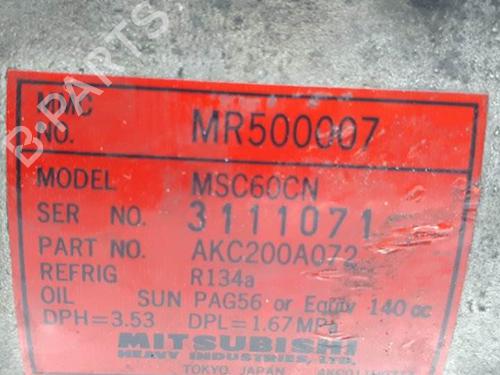 B-PARTS
MMC NO. MR500007
MODEL MSC60CN
SER NO. 3111071
PART NO. AKC200A072
REFRIG R134a
OIL SUN PAG56 or Equiv 140 cc
DPH=3.53 DPL=1.67MPa
MITSUBISHI
HEAVY INDUSTRIES, LTD.
TOKYO JAPAN